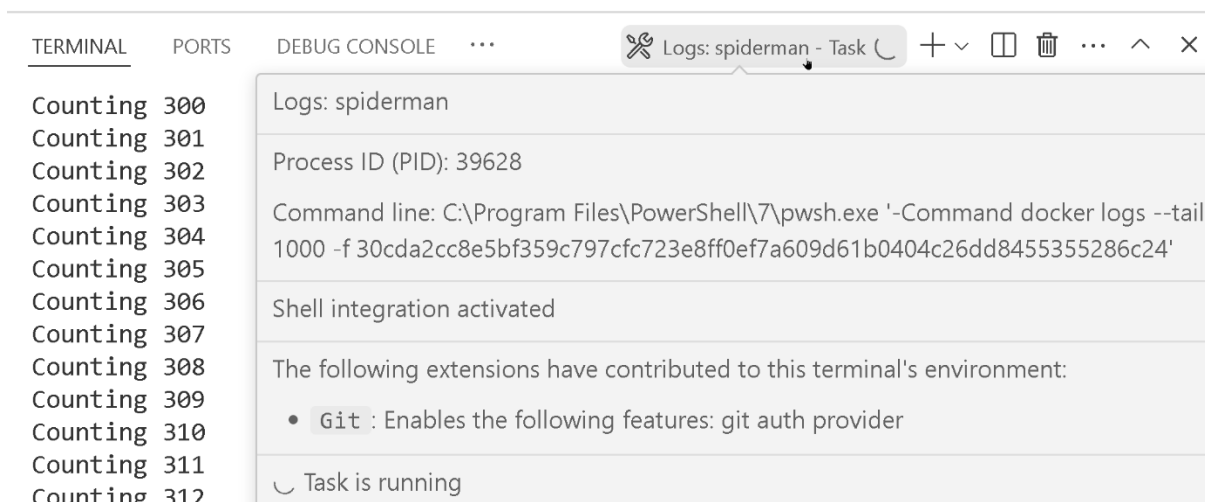 TERMINAL PORTS DEBUG CONSOLE ··· Logs: spiderman - Task
Counting 300
Counting 301
Counting 302
Counting 303
Counting 304
Counting 305
Counting 306
Counting 307
Counting 308
Counting 309
Counting 310
Counting 311
Counting 312
Logs: spiderman
Process ID (PID): 39628
Command line: C:\Program Files\PowerShell\7\pwsh.exe '-Command docker logs --tail
1000 -f 30cda2cc8e5bf359c797cfc723e8ff0ef7a609d61b0404c26dd8455355286c24'
Shell integration activated
The following extensions have contributed to this terminal's environment:
• Git : Enables the following features: git auth provider
Task is running